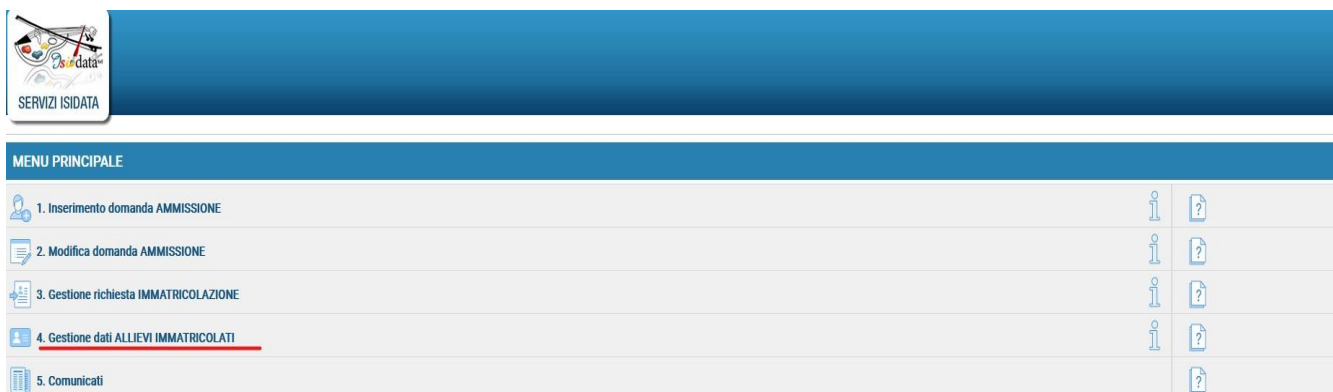 Isidata
SERVIZI ISIDATA
MENU PRINCIPALE
1. Inserimento domanda AMMISSIONE
2. Modifica domanda AMMISSIONE
3. Gestione richiesta IMMATRICOLAZIONE
4. Gestione dati ALLIEVI IMMATRICOLATI
5. Comunicati